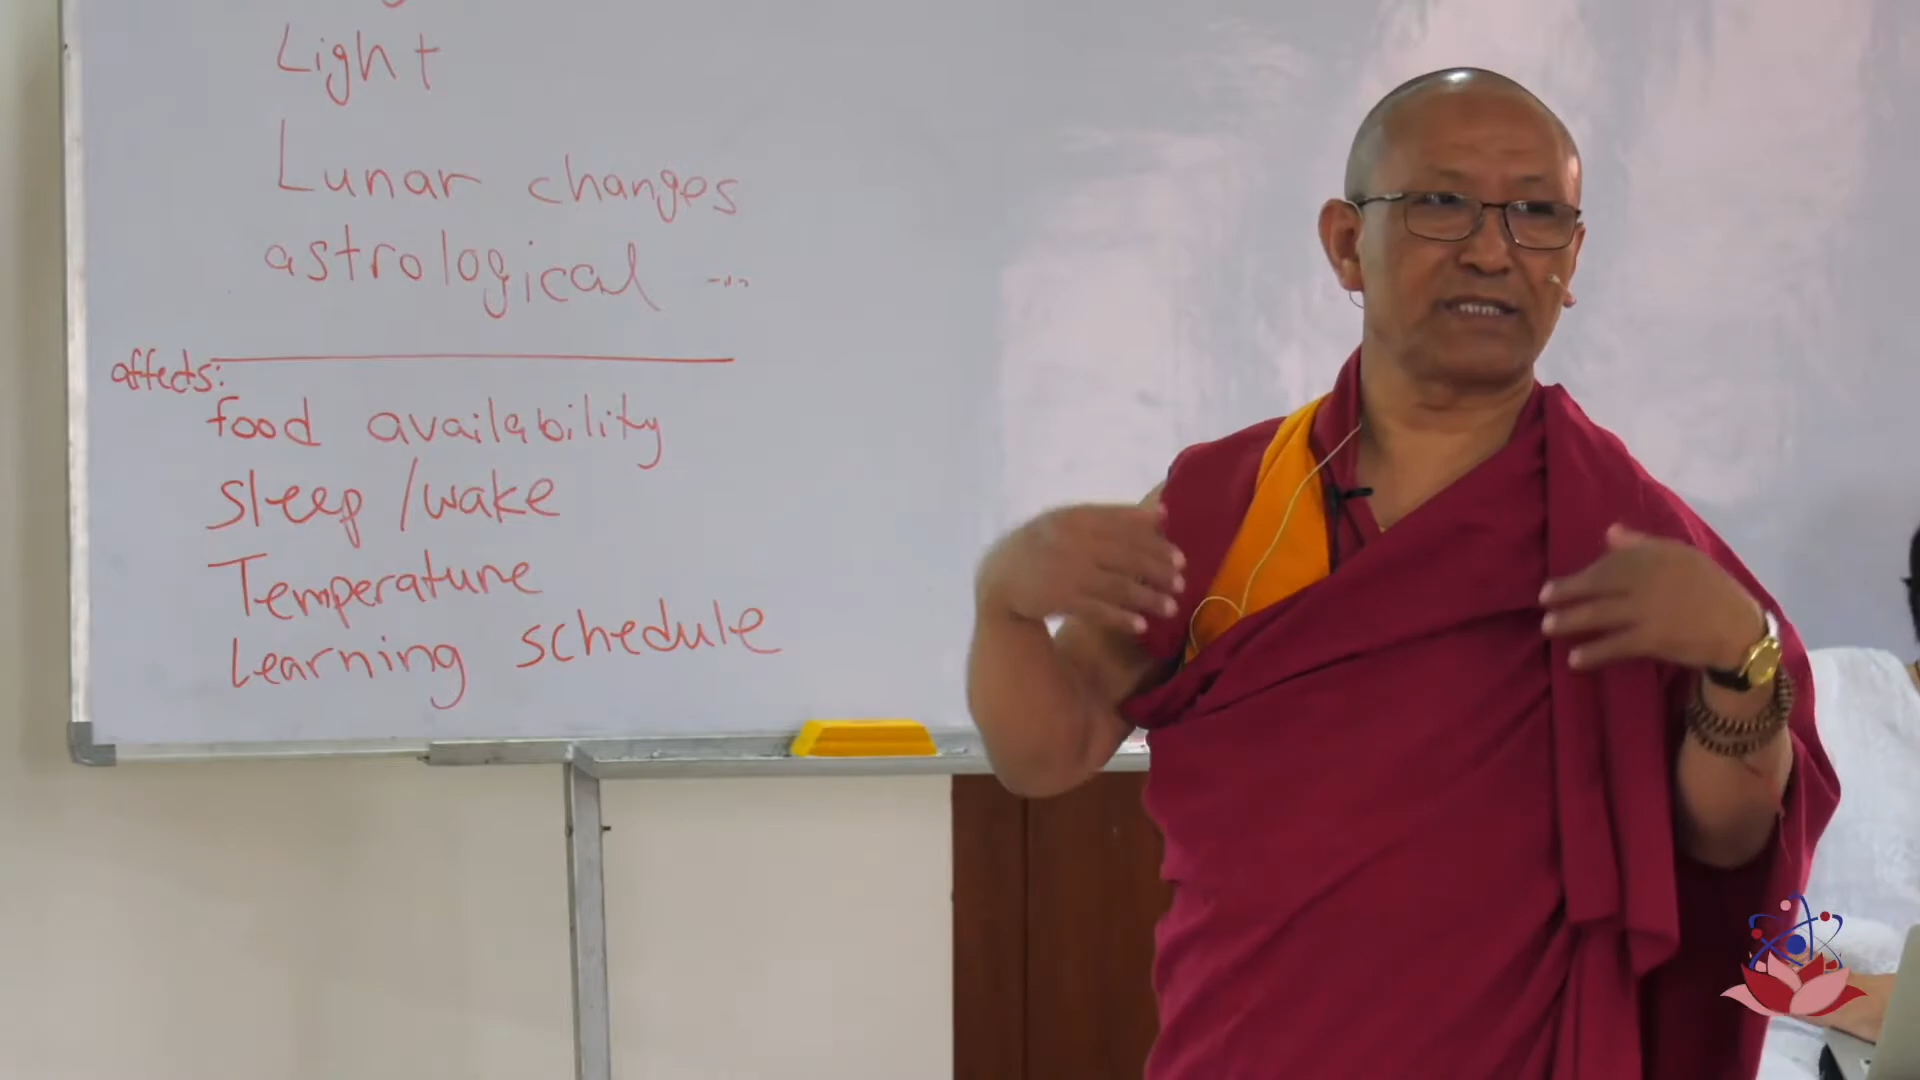 Light
Lunar changes
astrological ...
affects:
food availability
sleep/wake
Temperature
Learning schedule